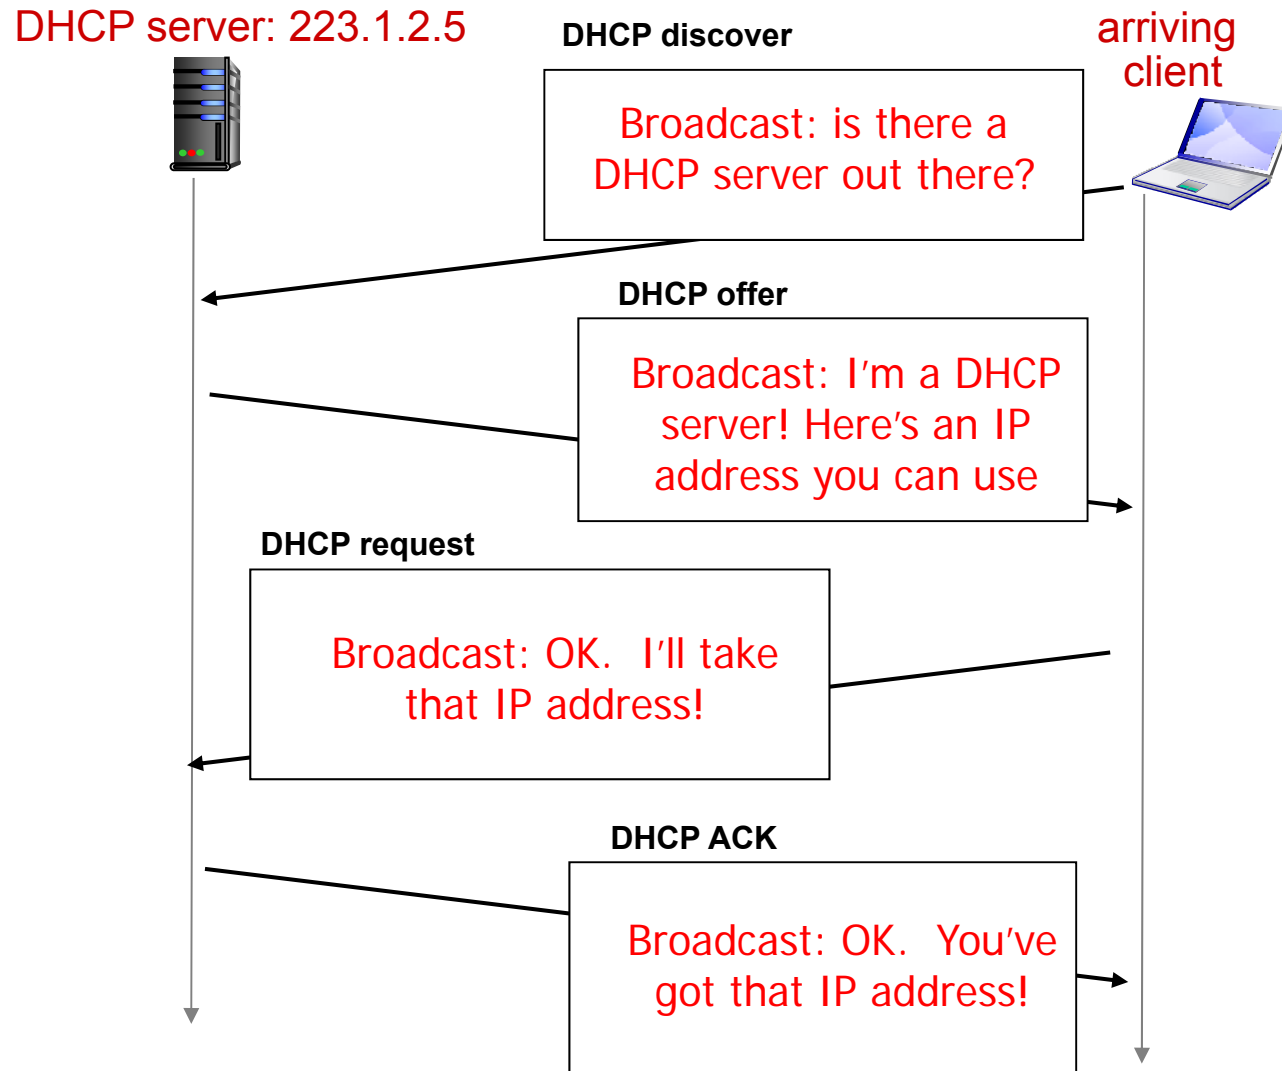 DHCP server: 223.1.2.5
DHCP discover
arriving
client
Broadcast: is there a
DHCP server out there?
DHCP offer
Broadcast: I'm a DHCP
server! Here's an IP
address you can use
DHCP request
Broadcast: OK.  I'll take
that IP address!
DHCP ACK
Broadcast: OK.  You've
got that IP address!